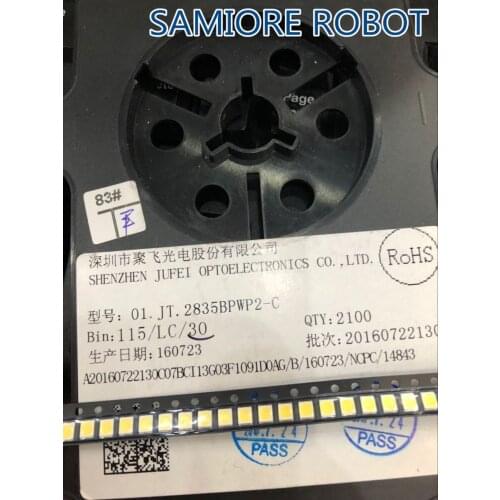 SAMIORE ROBOT
page
83#
深圳市聚飞光电股份有限公司
SHENZHEN JUFEI OPTOELECTRONICS CO.,LTD.
RoHS
型号: 01.JT.2835BPWP2-C
Bin:115/LC/30
QTY:2100
生产日期:160723
批次:20160722130
A20160722130C07BCI13G03F1091D0AG/B/160723/NCPC/14843
PASS
PASS